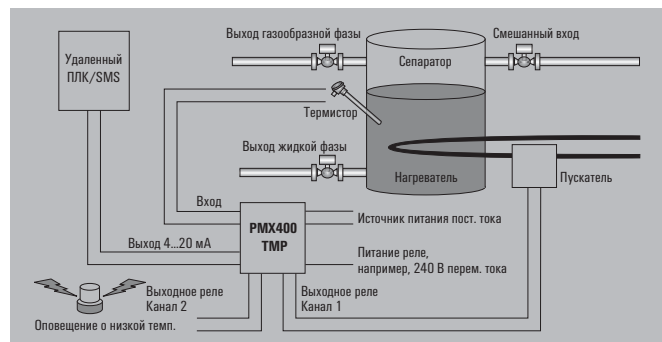 Удаленный
ПЛК/SMS
Выход газообразной фазы
Смешанный вход
Сепаратор
Термистор
Выход жидкой фазы
Нагреватель
Пускатель
Вход
PMX400
TMP
Источник питания пост. тока
Выход 4...20 мА
Питание реле,
например, 240 В перем. тока
Выходное реле
Канал 2
Выходное реле
Канал 1
Оповещение о низкой темп.